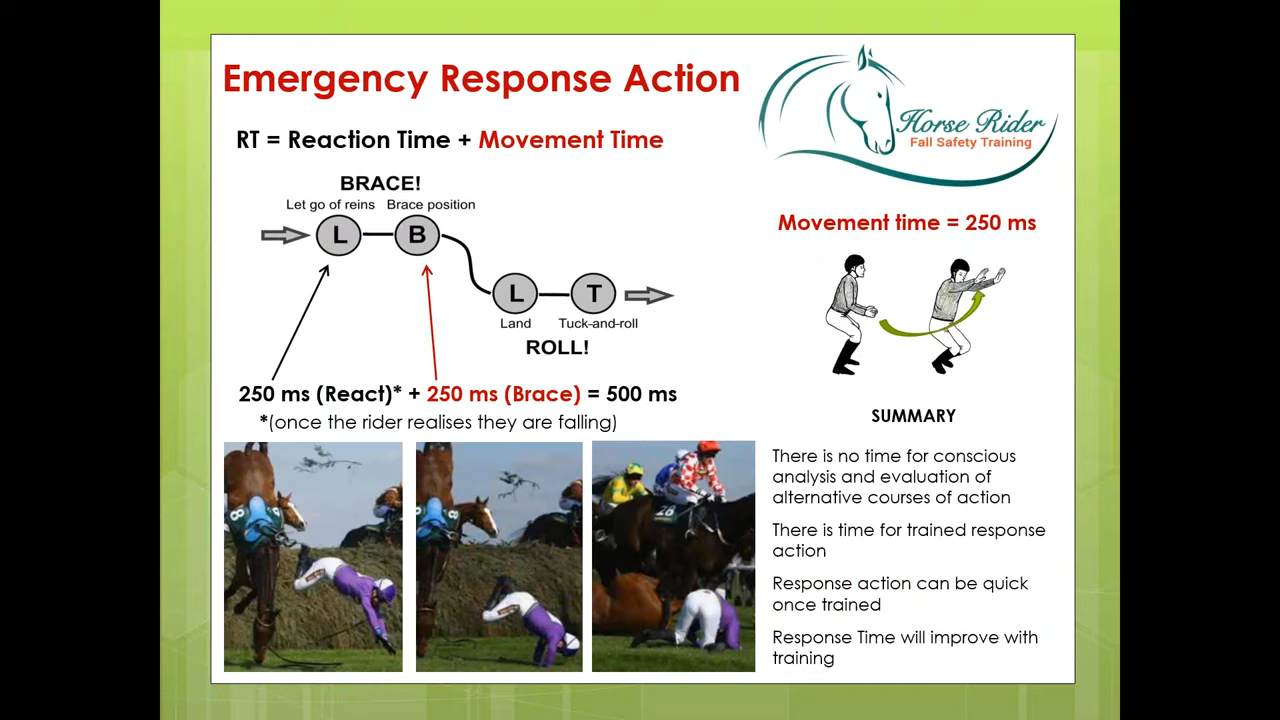 Emergency Response Action
Horse Rider
Fall Safety Training
RT = Reaction Time + Movement Time
BRACE!
Let go of reins Brace position
L B
L T
Land Tuck-and-roll
ROLL!
250 ms (React)* + 250 ms (Brace) = 500 ms
*(once the rider realises they are falling)
Movement time = 250 ms
SUMMARY
There is no time for conscious
analysis and evaluation of
alternative courses of action
There is time for trained response
action
Response action can be quick
once trained
Response Time will improve with
training
8
8
26